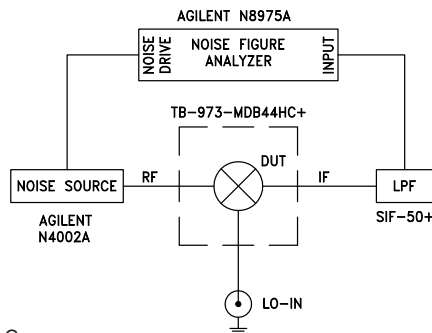 AGILENT N8975A
NOISE
DRIVE
NOISE FIGURE
ANALYZER
INPUT
TB-973-MDB44HC+
DUT
NOISE SOURCE
RF
IF
LPF
AGILENT
N4002A
SIF-50+
LO-IN